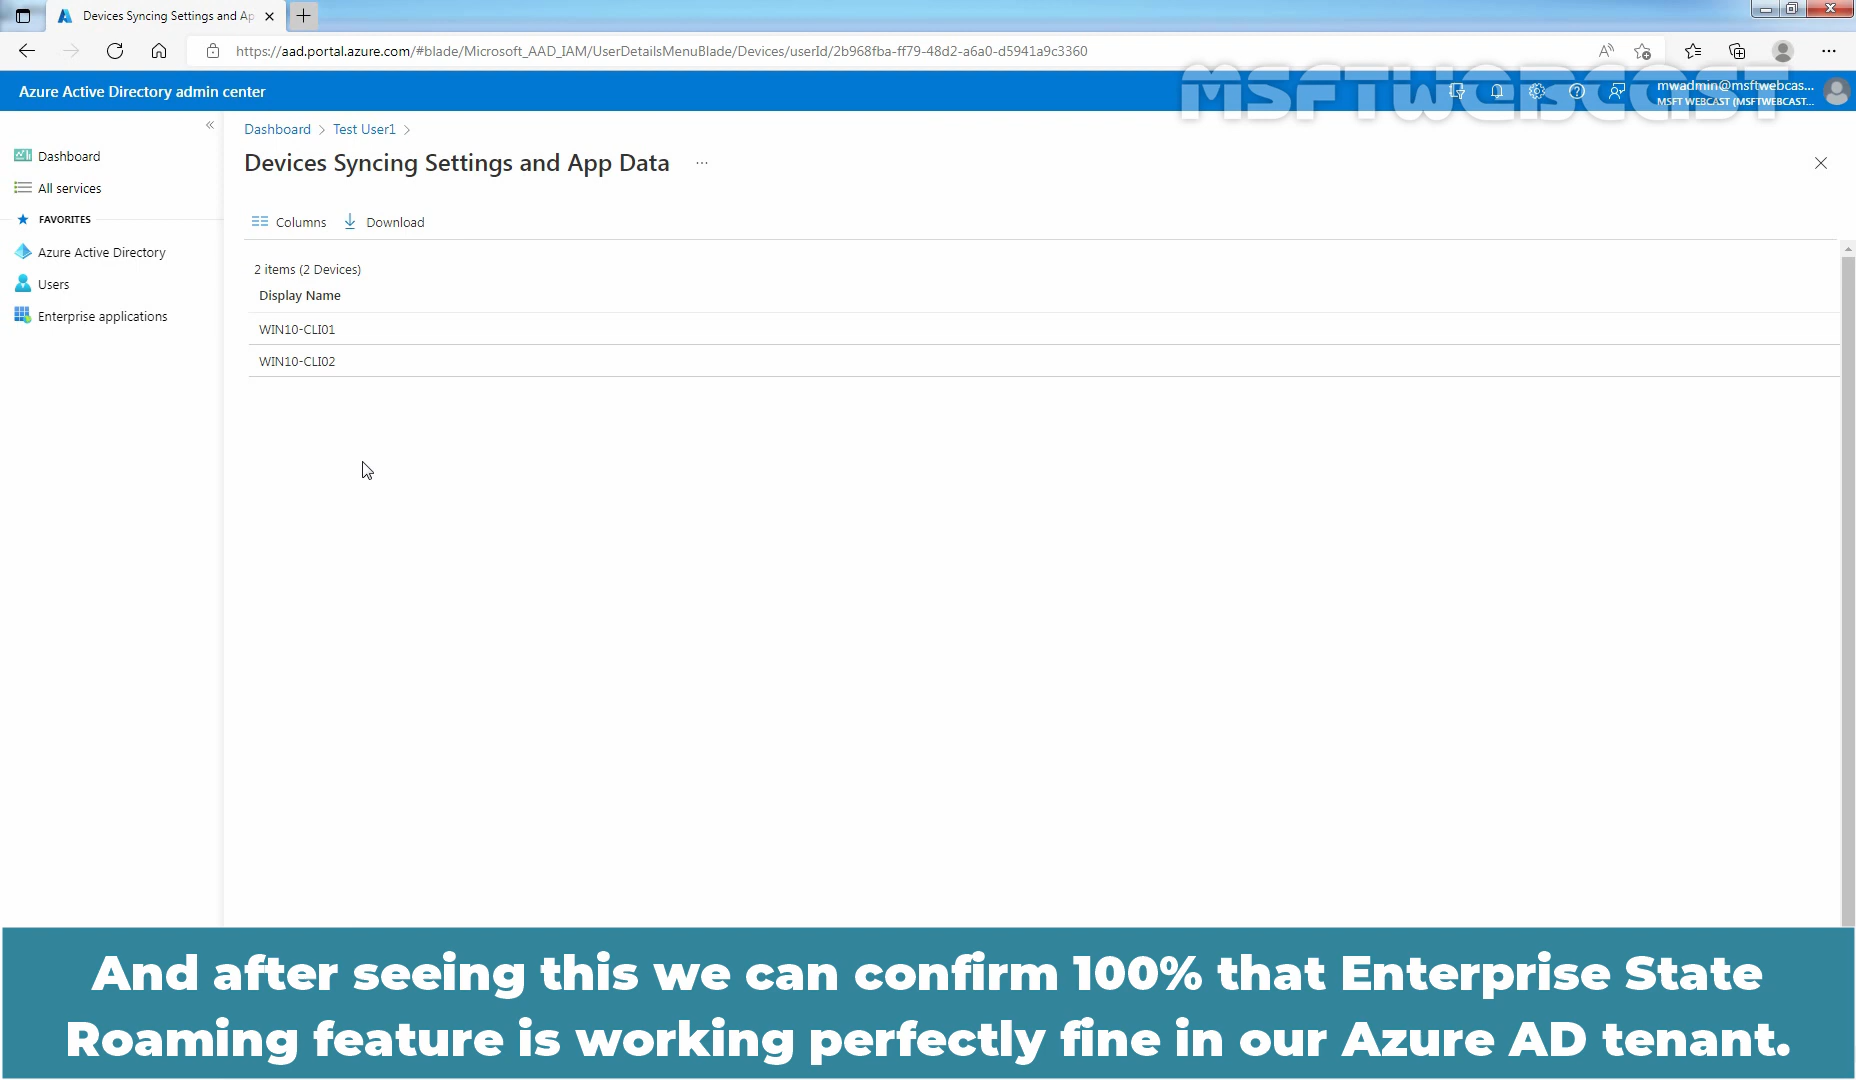 Devices Syncing Settings and Ap
https://aad.portal.azure.com/#blade/Microsoft_AAD_IAM/UserDetailsMenuBlade/Devices/userId/2b968fba-ff79-48d2-a6a0-d5941a9c3360
MSFTWEBCAST
Azure Active Directory admin center
mwadmin@msftwebcas...
MSFT WEBCAST (MSFTWEBCAST....
Dashboard > Test User1 >
Devices Syncing Settings and App Data ...
Dashboard
All services
FAVORITES
Azure Active Directory
Users
Enterprise applications
Columns Download
2 items (2 Devices)
Display Name
WIN10-CLI01
WIN10-CLI02
And after seeing this we can confirm 100% that Enterprise State
Roaming feature is working perfectly fine in our Azure AD tenant.